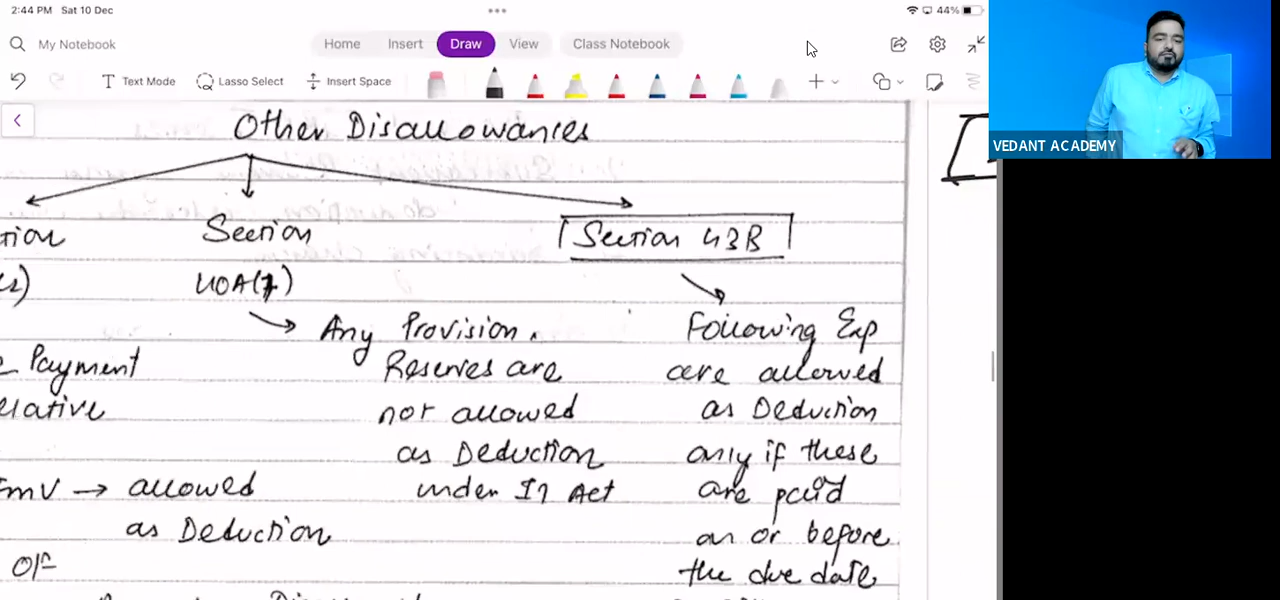 2:44 PM Sat 10 Dec
44%
My Notebook
Home Insert Draw View Class Notebook
Text Mode Lasso Select Insert Space
VEDANT ACADEMY
Other Disallowances
tion Section Section 43B
40A(7)
Any Provision, Following Exp
Payment Reserves are are allowed
elative not allowed as Deduction
as Deduction only if these
FMV → allowed under IT Act are paid
as Deduction on or before
OR the due date